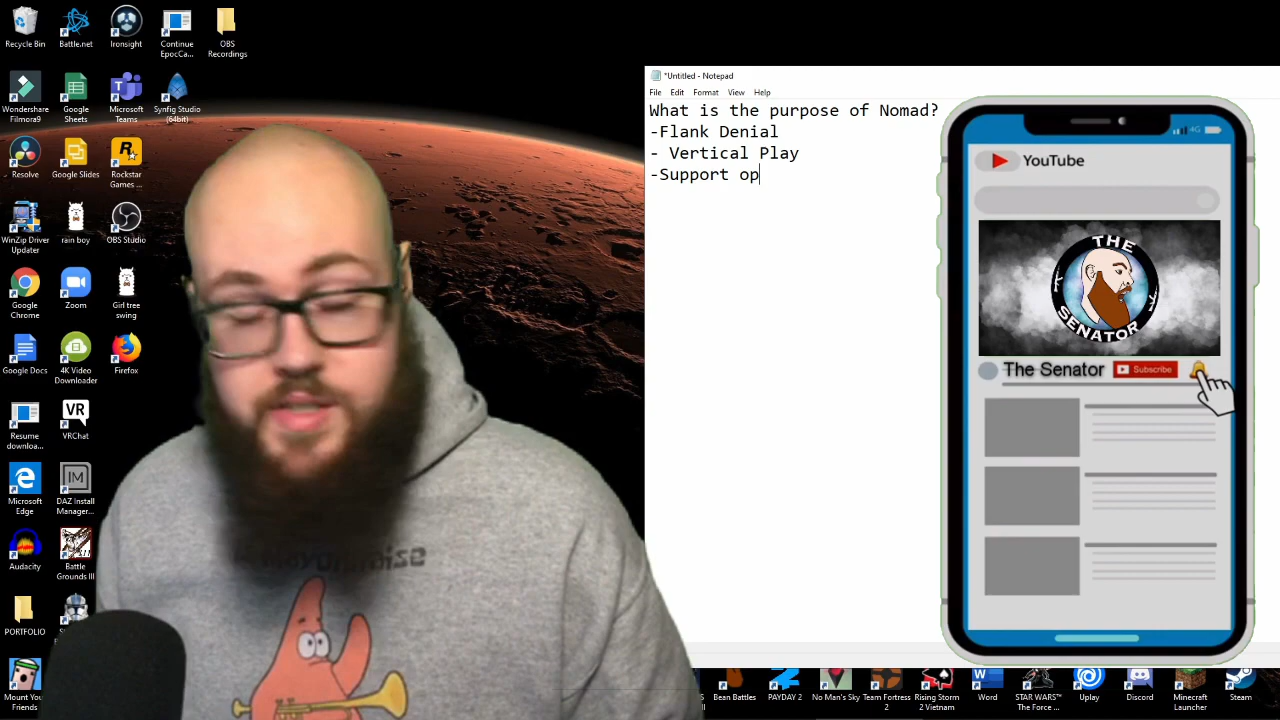 Recycle Bin
Battle.net
Ironsight
Continue
EpocCa...
OBS
Recordings
Wondershare
Filmora9
Google
Sheets
Microsoft
Teams
Synfig Studio
(64bit)
Resolve
Google Slides
Rockstar
Games ...
WinZip Driver
Updater
rain boy
OBS Studio
Google
Chrome
Zoom
Girl tree
swing
Google Docs
4K Video
Downloader
Firefox
Resume
downloa...
VR
VRChat
Microsoft
Edge
IM
DAZ Install
Manager...
Audacity
Battle
Grounds III
PORTFOLIO
Mount Your
Friends
*Untitled - Notepad
File Edit Format View Help
What is the purpose of Nomad?
-Flank Denial
- Vertical Play
-Support op
4G
YouTube
THE
SENATOR
The Senator
Subscribe
Bean Battles
PAYDAY 2
No Man's Sky
Team Fortress
2
Rising Storm
2 Vietnam
W
Word
STAR WARS™
The Force ...
Uplay
Discord
Minecraft
Launcher
Steam